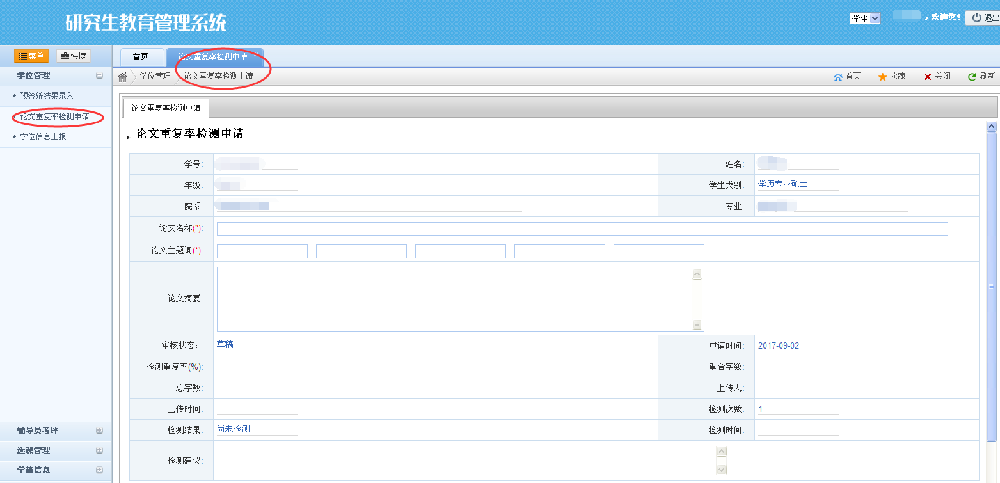 研究生教育管理系统
学生 ，欢迎您! 退出
菜单 快捷
首页 论文重复率检测申请
学位管理
学位管理 论文重复率检测申请 首页 收藏 关闭 刷新
预答辩结果录入
论文重复率检测申请
学位信息上报
论文重复率检测申请
论文重复率检测申请
学号: 姓名:
年级: 学生类别: 学历专业硕士
院系: 专业:
论文名称(*):
论文主题词(*):
论文摘要:
审核状态: 草稿 申请时间: 2017-09-02
检测重复率(%): 重合字数:
总字数: 上传人:
上传时间: 检测次数: 1
检测结果: 尚未检测 检测时间:
检测建议:
辅导员考评
选课管理
学籍信息